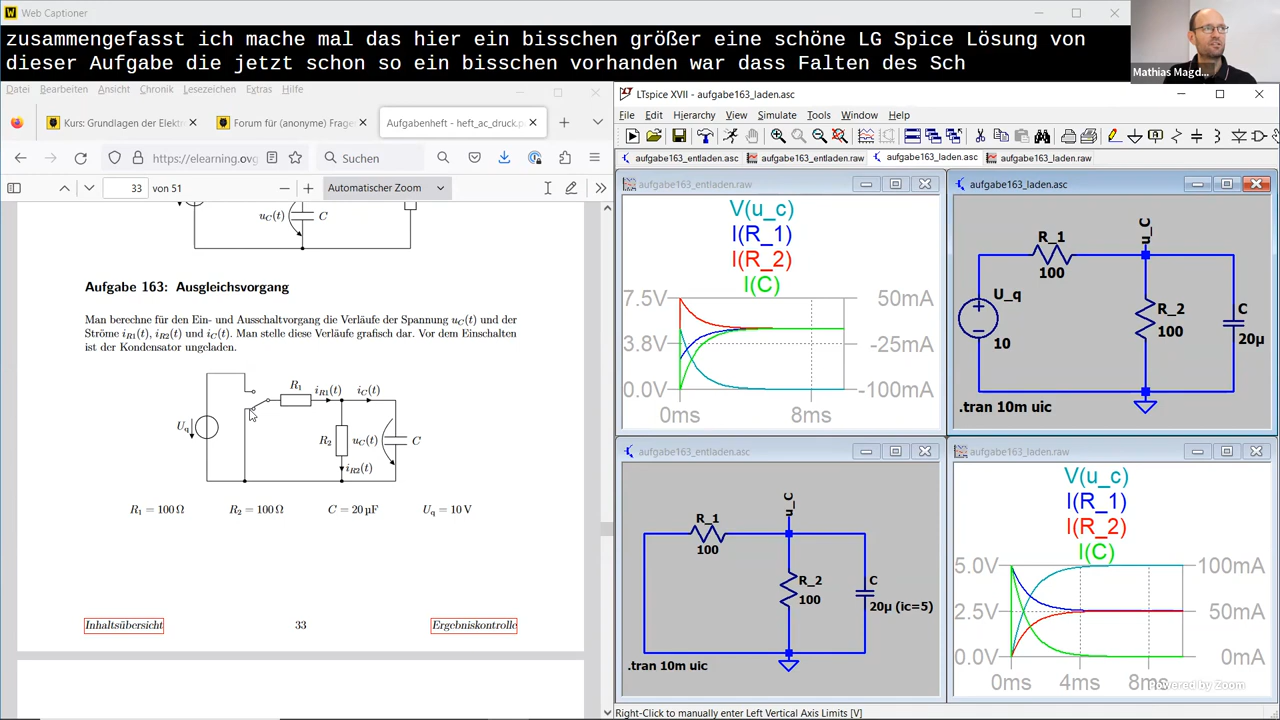 Web Captioner
zusammengefasst ich mache mal das hier ein bisschen größer eine schöne LG Spice Lösung von
dieser Aufgabe die jetzt schon so ein bisschen vorhanden war dass Falten des Sch
Mathias Magd...
Datei Bearbeiten Ansicht Chronik Lesezeichen Extras Hilfe
Kurs: Grundlagen der Elekt
Forum für (anonyme) Frage
Aufgabenheft - heft_ac_druck.p
https://elearning.ovg
Suchen
33 von 51
Automatischer Zoom
u_C(t) C
Aufgabe 163: Ausgleichsvorgang
Man berechne für den Ein- und Ausschaltvorgang die Verläufe der Spannung u_C(t) und der
Ströme i_R1(t), i_R2(t) und i_C(t). Man stelle diese Verläufe grafisch dar. Vor dem Einschalten
ist der Kondensator ungeladen.
R_1 i_R1(t) i_C(t)
U_q R_2 u_C(t) C
i_R2(t)
R_1 = 100 Ω R_2 = 100 Ω C = 20 µF U_q = 10 V
Inhaltsübersicht 33 Ergebniskontrolle
LTspice XVII - aufgabe163_laden.asc
File Edit Hierarchy View Simulate Tools Window Help
aufgabe163_entladen.asc aufgabe163_entladen.raw aufgabe163_laden.asc aufgabe163_laden.raw
aufgabe163_entladen.raw
V(u_c)
I(R_1)
I(R_2)
I(C)
7.5V 50mA
3.8V -25mA
0.0V -100mA
0ms 8ms
aufgabe163_laden.asc
u_C
R_1
100
U_q
10
R_2
100
C
20µ
.tran 10m uic
aufgabe163_entladen.asc
u_C
R_1
100
R_2
100
C
20µ (ic=5)
.tran 10m uic
aufgabe163_laden.raw
V(u_c)
I(R_1)
I(R_2)
I(C)
5.0V 100mA
2.5V 50mA
0.0V 0mA
0ms 4ms 8ms
Powered by Zoom
Right-Click to manually enter Left Vertical Axis Limits [V]